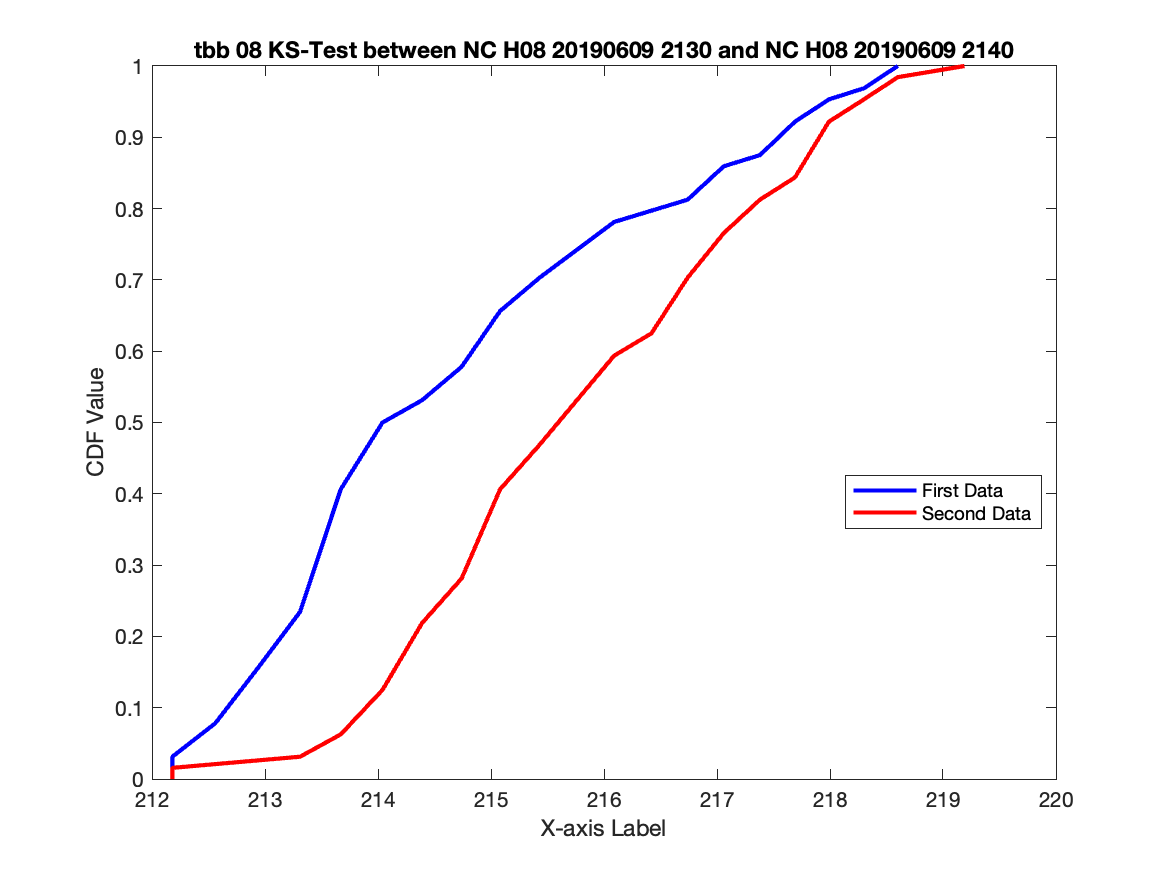 tbb 08 KS-Test between NC H08 20190609 2130 and NC H08 20190609 2140
1
0.9
0.8
0.7
0.6
0.5
0.4
0.3
0.2
0.1
0
CDF Value
First Data
Second Data
212 213 214 215 216 217 218 219 220
X-axis Label